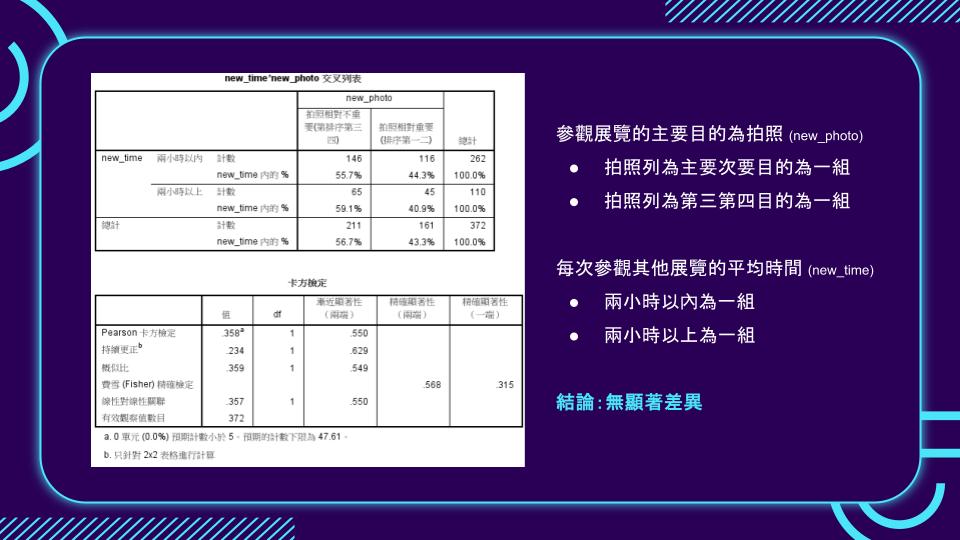 new_time*new_photo 交叉列表
new_photo
拍照相對不重要(第排序第三四) 拍照相對重要(排序第一二) 總計
new_time 兩小時以內 計數 146 116 262
new_time 內的 % 55.7% 44.3% 100.0%
兩小時以上 計數 65 45 110
new_time 內的 % 59.1% 40.9% 100.0%
總計 計數 211 161 372
new_time 內的 % 56.7% 43.3% 100.0%
卡方檢定
值 df 漸近顯著性（兩端） 精確顯著性（兩端） 精確顯著性（一端）
Pearson 卡方檢定 .358a 1 .550
持續更正b .234 1 .629
概似比 .359 1 .549
費雪 (Fisher) 精確檢定 .568 .315
線性對線性關聯 .357 1 .550
有效觀察值數目 372
a. 0 單元 (0.0%) 預期計數小於 5。預期的計數下限為 47.61。
b. 只針對 2x2 表格進行計算
參觀展覽的主要目的為拍照 (new_photo)
● 拍照列為主要次要目的為一組
● 拍照列為第三第四目的為一組
每次參觀其他展覽的平均時間 (new_time)
● 兩小時以內為一組
● 兩小時以上為一組
結論:無顯著差異